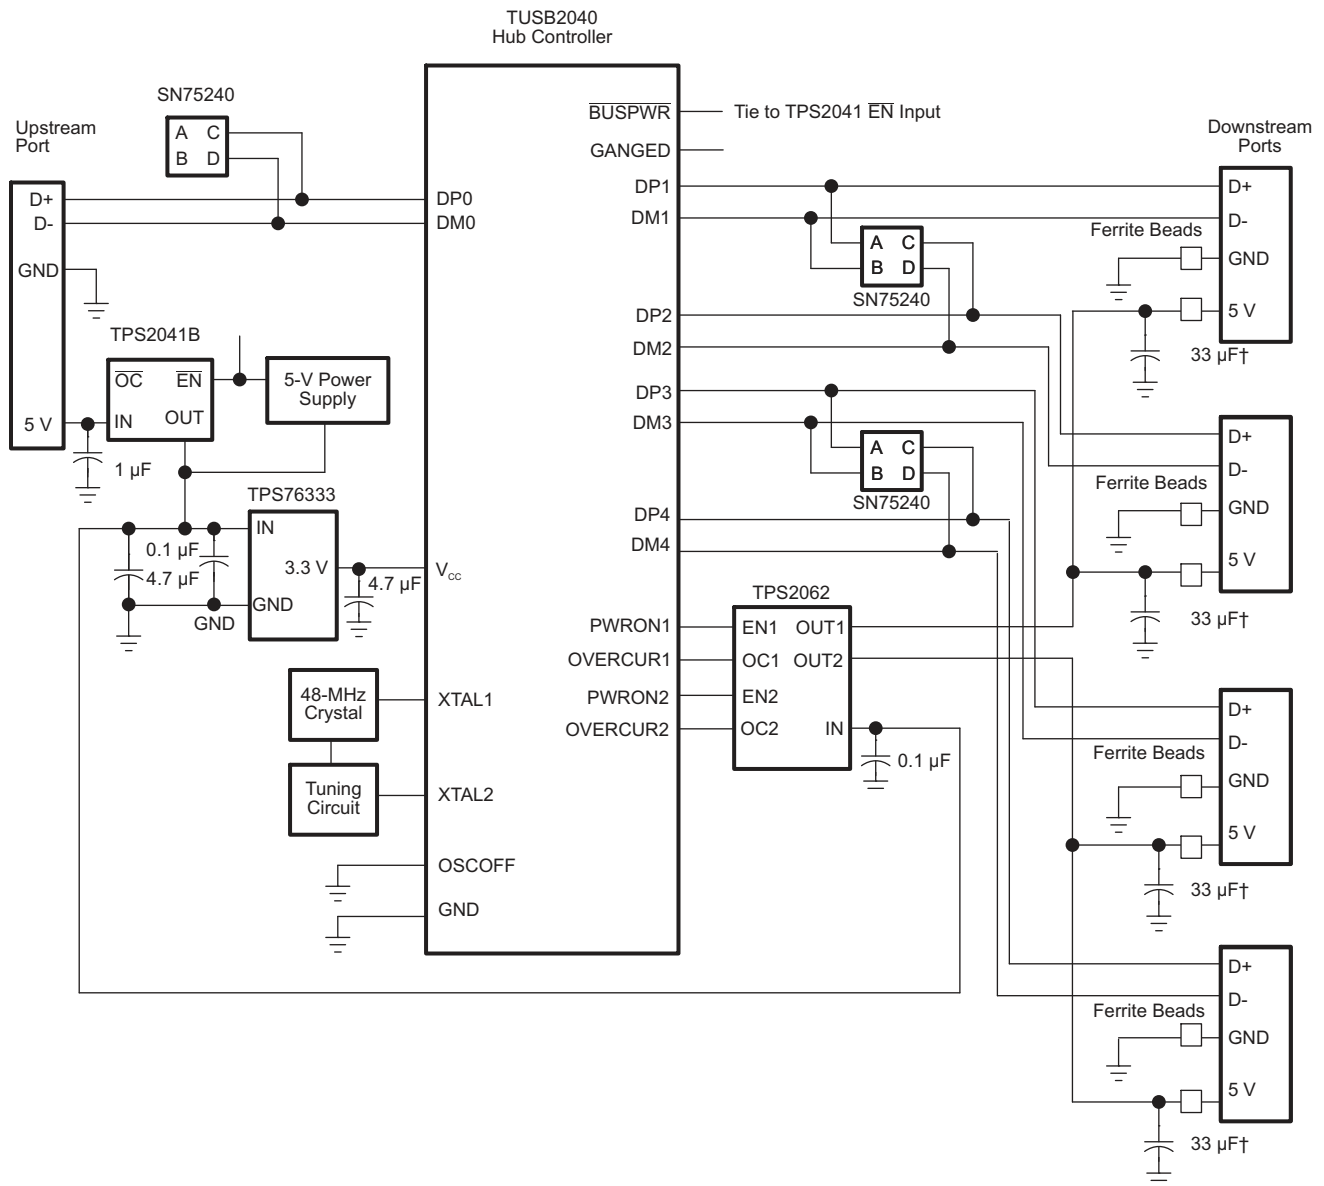 TUSB2040
Hub Controller
SN75240
A C
B D
Upstream
Port
D+
D-
GND
5 V
TPS2041B
OC EN
IN OUT
5-V Power
Supply
1 µF
TPS76333
IN
3.3 V
GND
0.1 µF
4.7 µF
GND
4.7 µF
48-MHz
Crystal
Tuning
Circuit
DP0
DM0
VCC
XTAL1
XTAL2
OSCOFF
GND
BUSPWR
GANGED
DP1
DM1
DP2
DM2
DP3
DM3
DP4
DM4
PWRON1
OVERCUR1
PWRON2
OVERCUR2
Tie to TPS2041 EN Input
A C
B D
SN75240
A C
B D
SN75240
TPS2062
EN1 OUT1
OC1 OUT2
EN2
OC2 IN
0.1 µF
Downstream
Ports
D+
D-
Ferrite Beads
GND
5 V
33 µF†
D+
D-
Ferrite Beads
GND
5 V
33 µF†
D+
D-
Ferrite Beads
GND
5 V
33 µF†
D+
D-
Ferrite Beads
GND
5 V
33 µF†